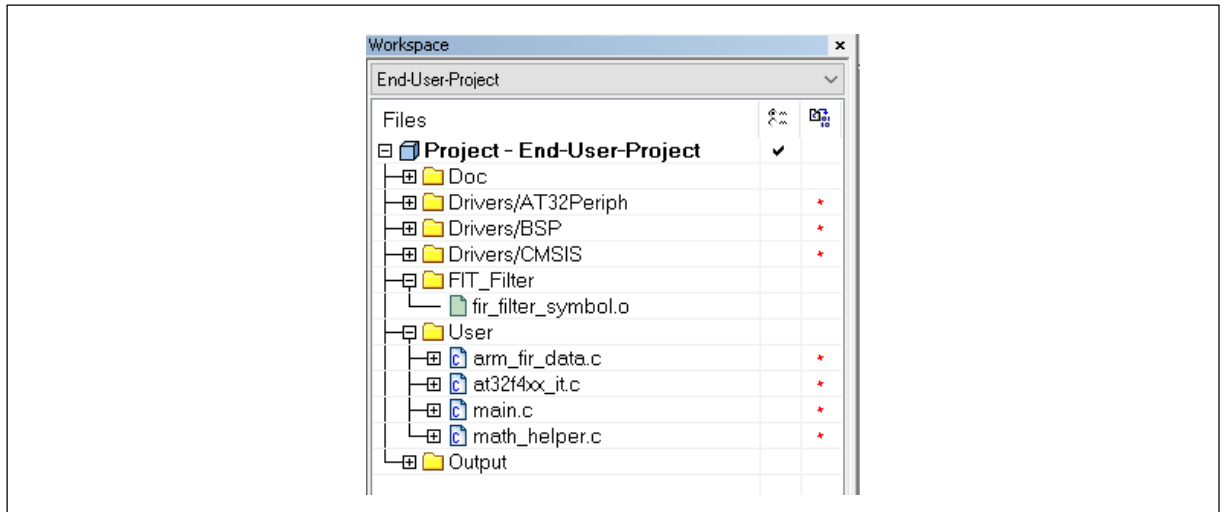 Workspace
End-User-Project
Files
Project - End-User-Project
Doc
Drivers/AT32Periph
Drivers/BSP
Drivers/CMSIS
FIT_Filter
fir_filter_symbol.o
User
arm_fir_data.c
at32f4xx_it.c
main.c
math_helper.c
Output